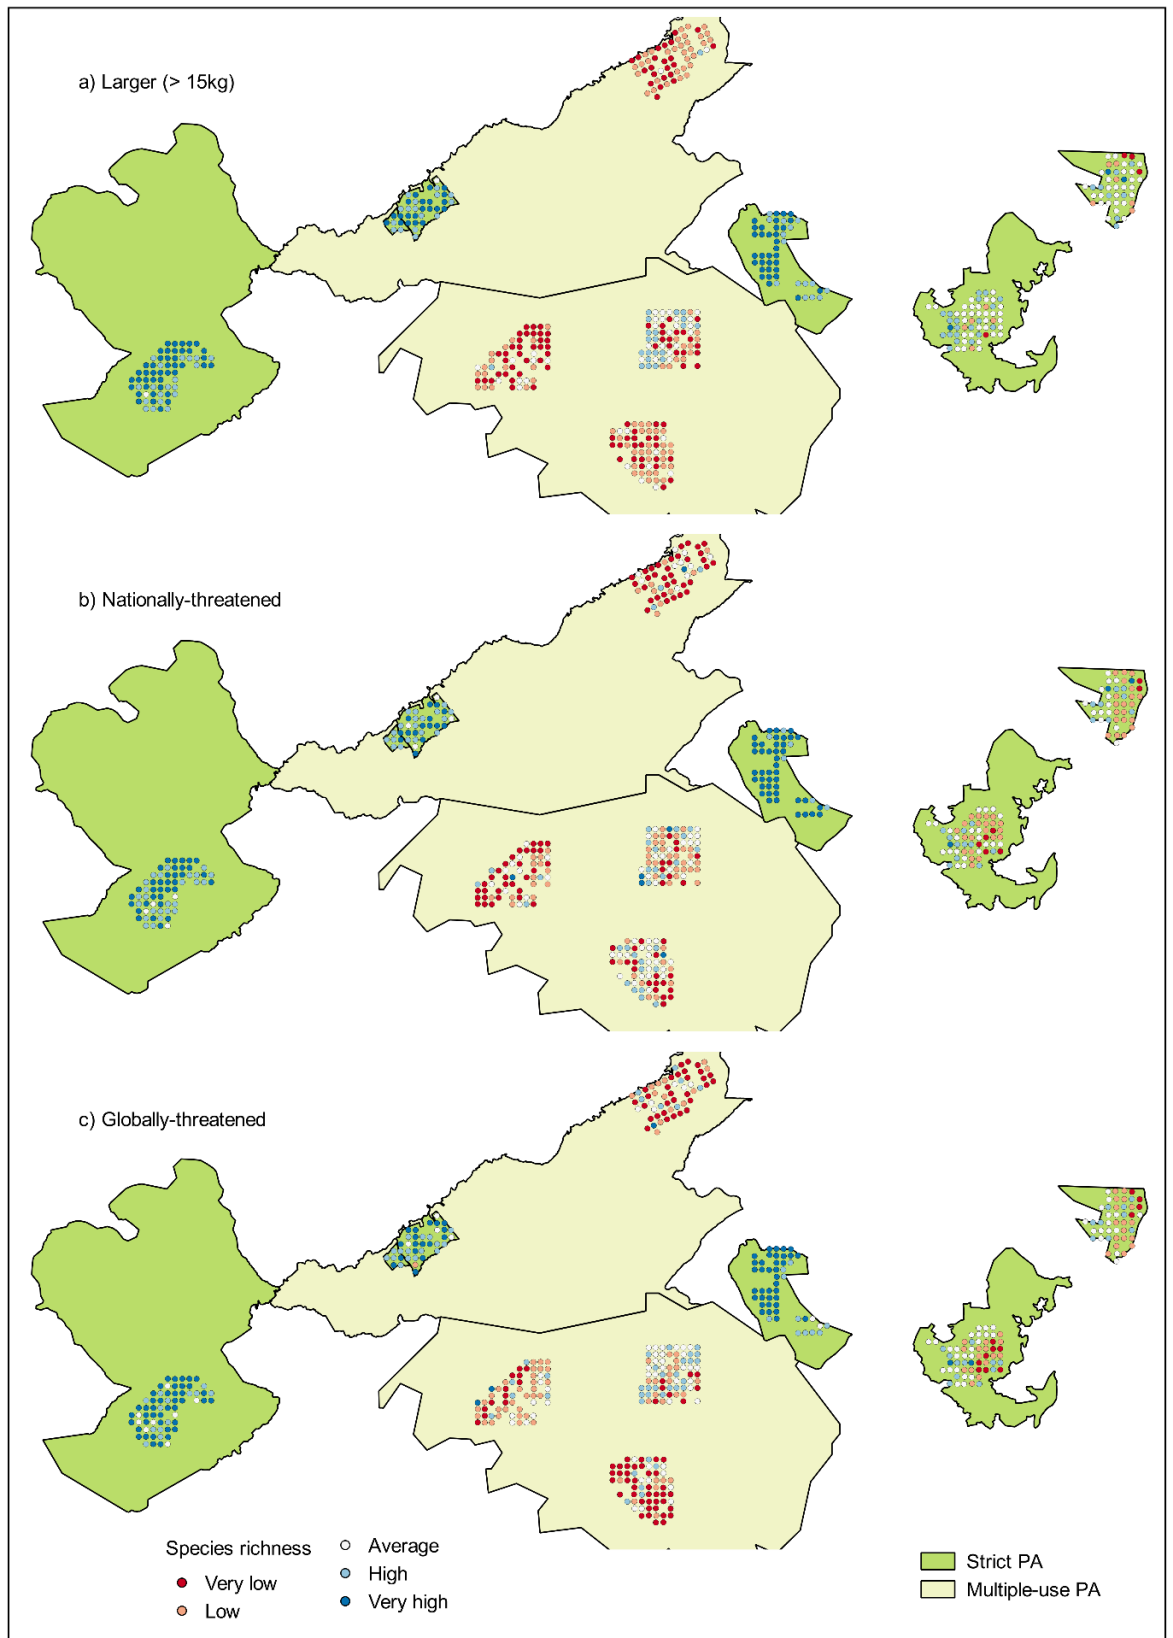 a) Larger (> 15kg)
b) Nationally-threatened
c) Globally-threatened
Species richness
Very low
Low
Average
High
Very high
Strict PA
Multiple-use PA